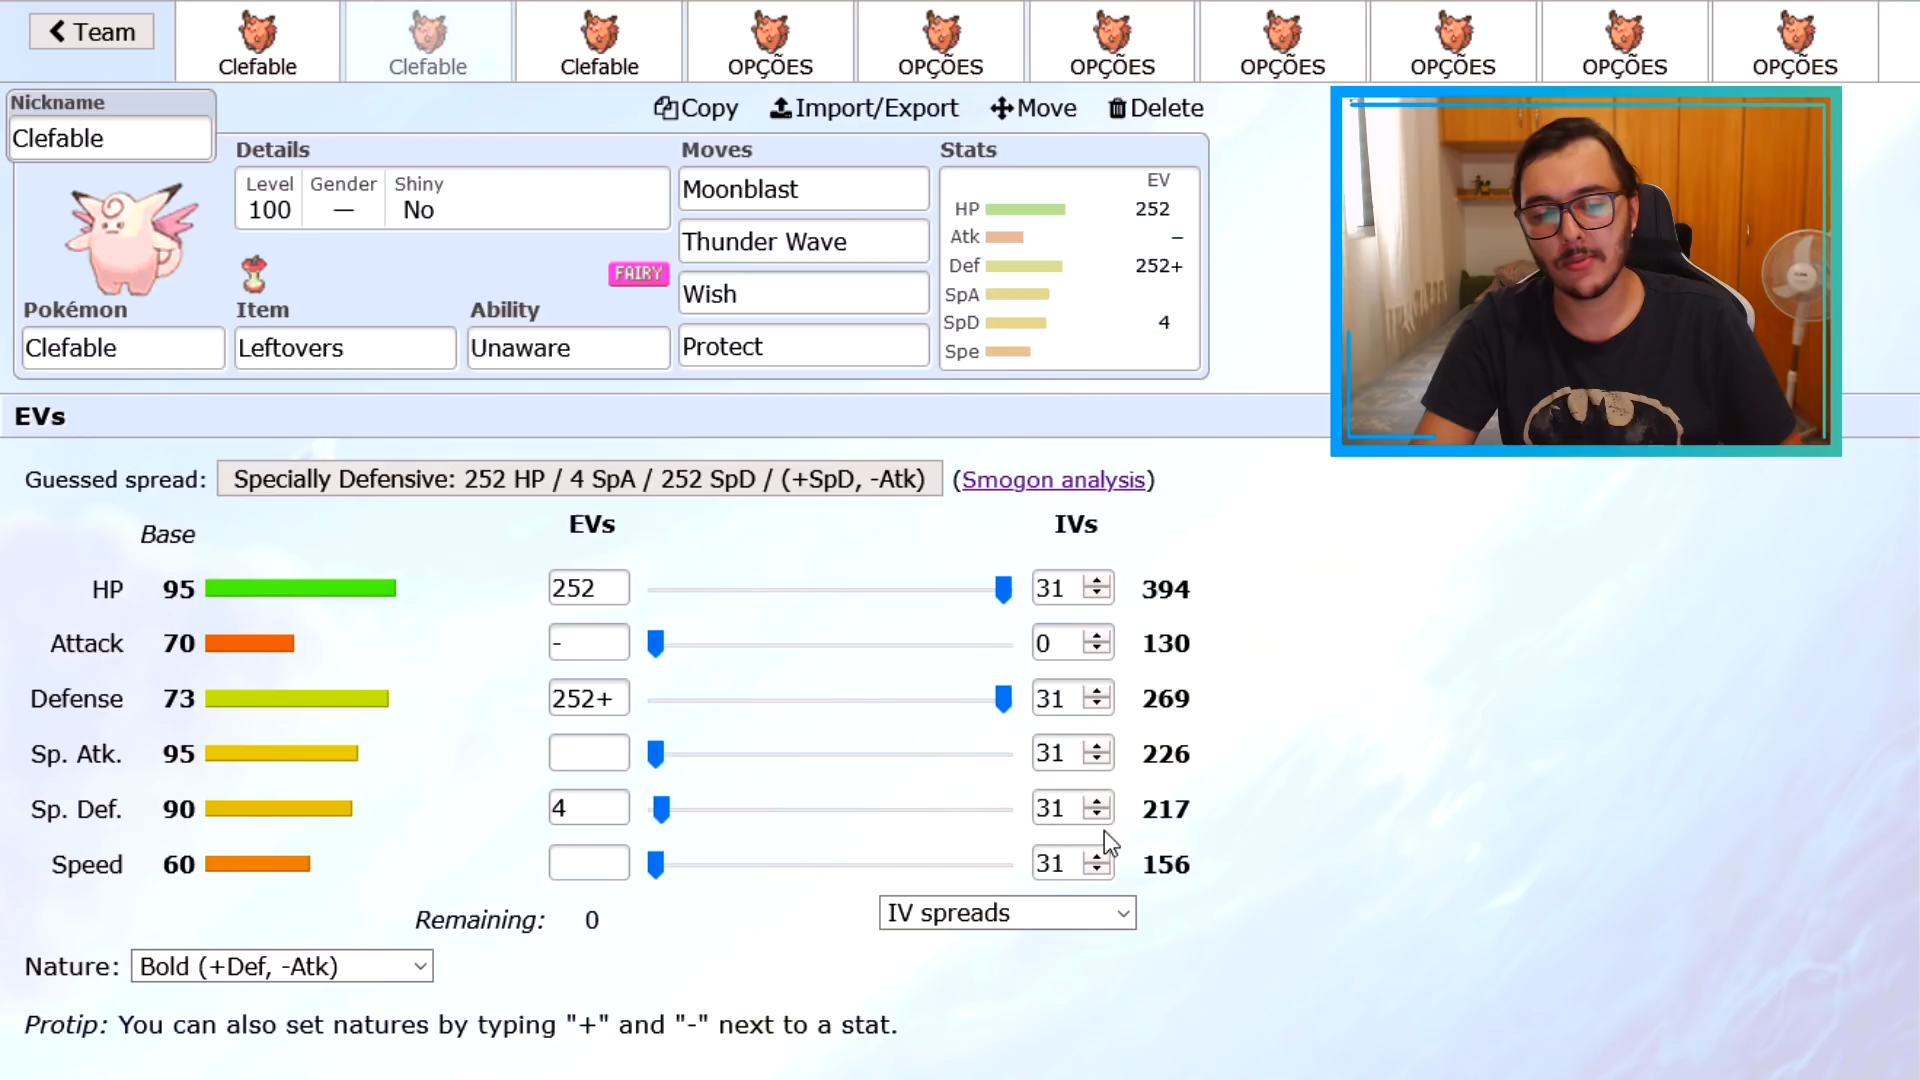 Team
Clefable
Clefable
Clefable
OPÇÕES
OPÇÕES
OPÇÕES
OPÇÕES
OPÇÕES
OPÇÕES
OPÇÕES
Nickname
Clefable
Copy
Import/Export
Move
Delete
Details
Level
100
Gender
—
Shiny
No
FAIRY
Pokémon
Clefable
Item
Leftovers
Ability
Unaware
Moves
Moonblast
Thunder Wave
Wish
Protect
Stats
EV
HP 252
Atk –
Def 252+
SpA
SpD 4
Spe
EVs
Guessed spread: Specially Defensive: 252 HP / 4 SpA / 252 SpD / (+SpD, -Atk) (Smogon analysis)
Base EVs IVs
HP 95 252 31 394
Attack 70 - 0 130
Defense 73 252+ 31 269
Sp. Atk. 95 31 226
Sp. Def. 90 4 31 217
Speed 60 31 156
Remaining: 0
IV spreads
Nature: Bold (+Def, -Atk)
Protip: You can also set natures by typing "+" and "-" next to a stat.